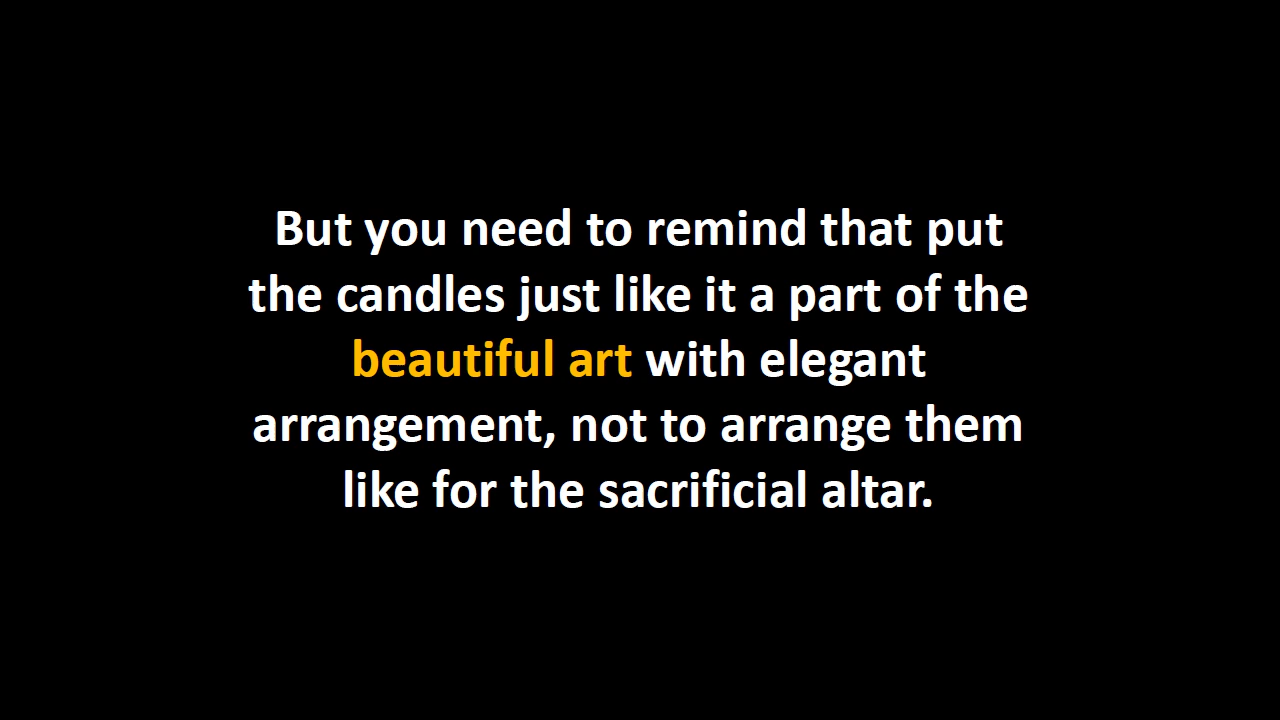 But you need to remind that put
the candles just like it a part of the
beautiful art with elegant
arrangement, not to arrange them
like for the sacrificial altar.